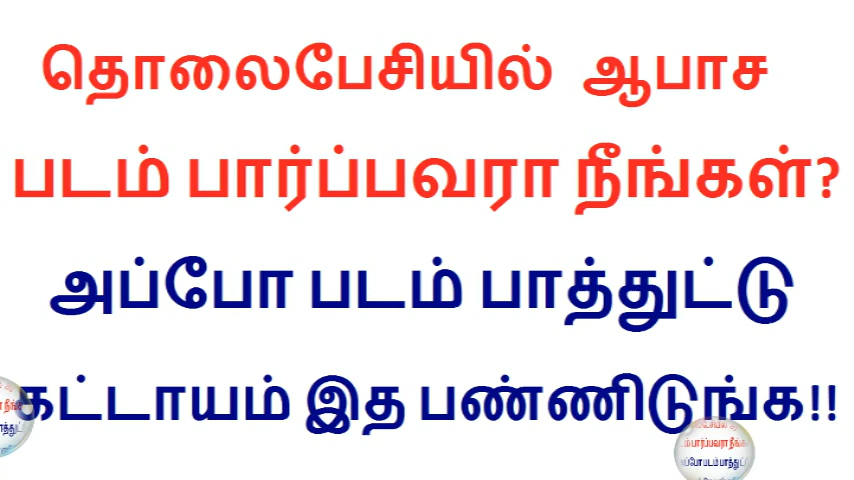 தொலைபேசியில் ஆபாச
படம் பார்ப்பவரா நீங்கள்?
அப்போ படம் பாத்துட்டு
கட்டாயம் இத பண்ணிடுங்க!!